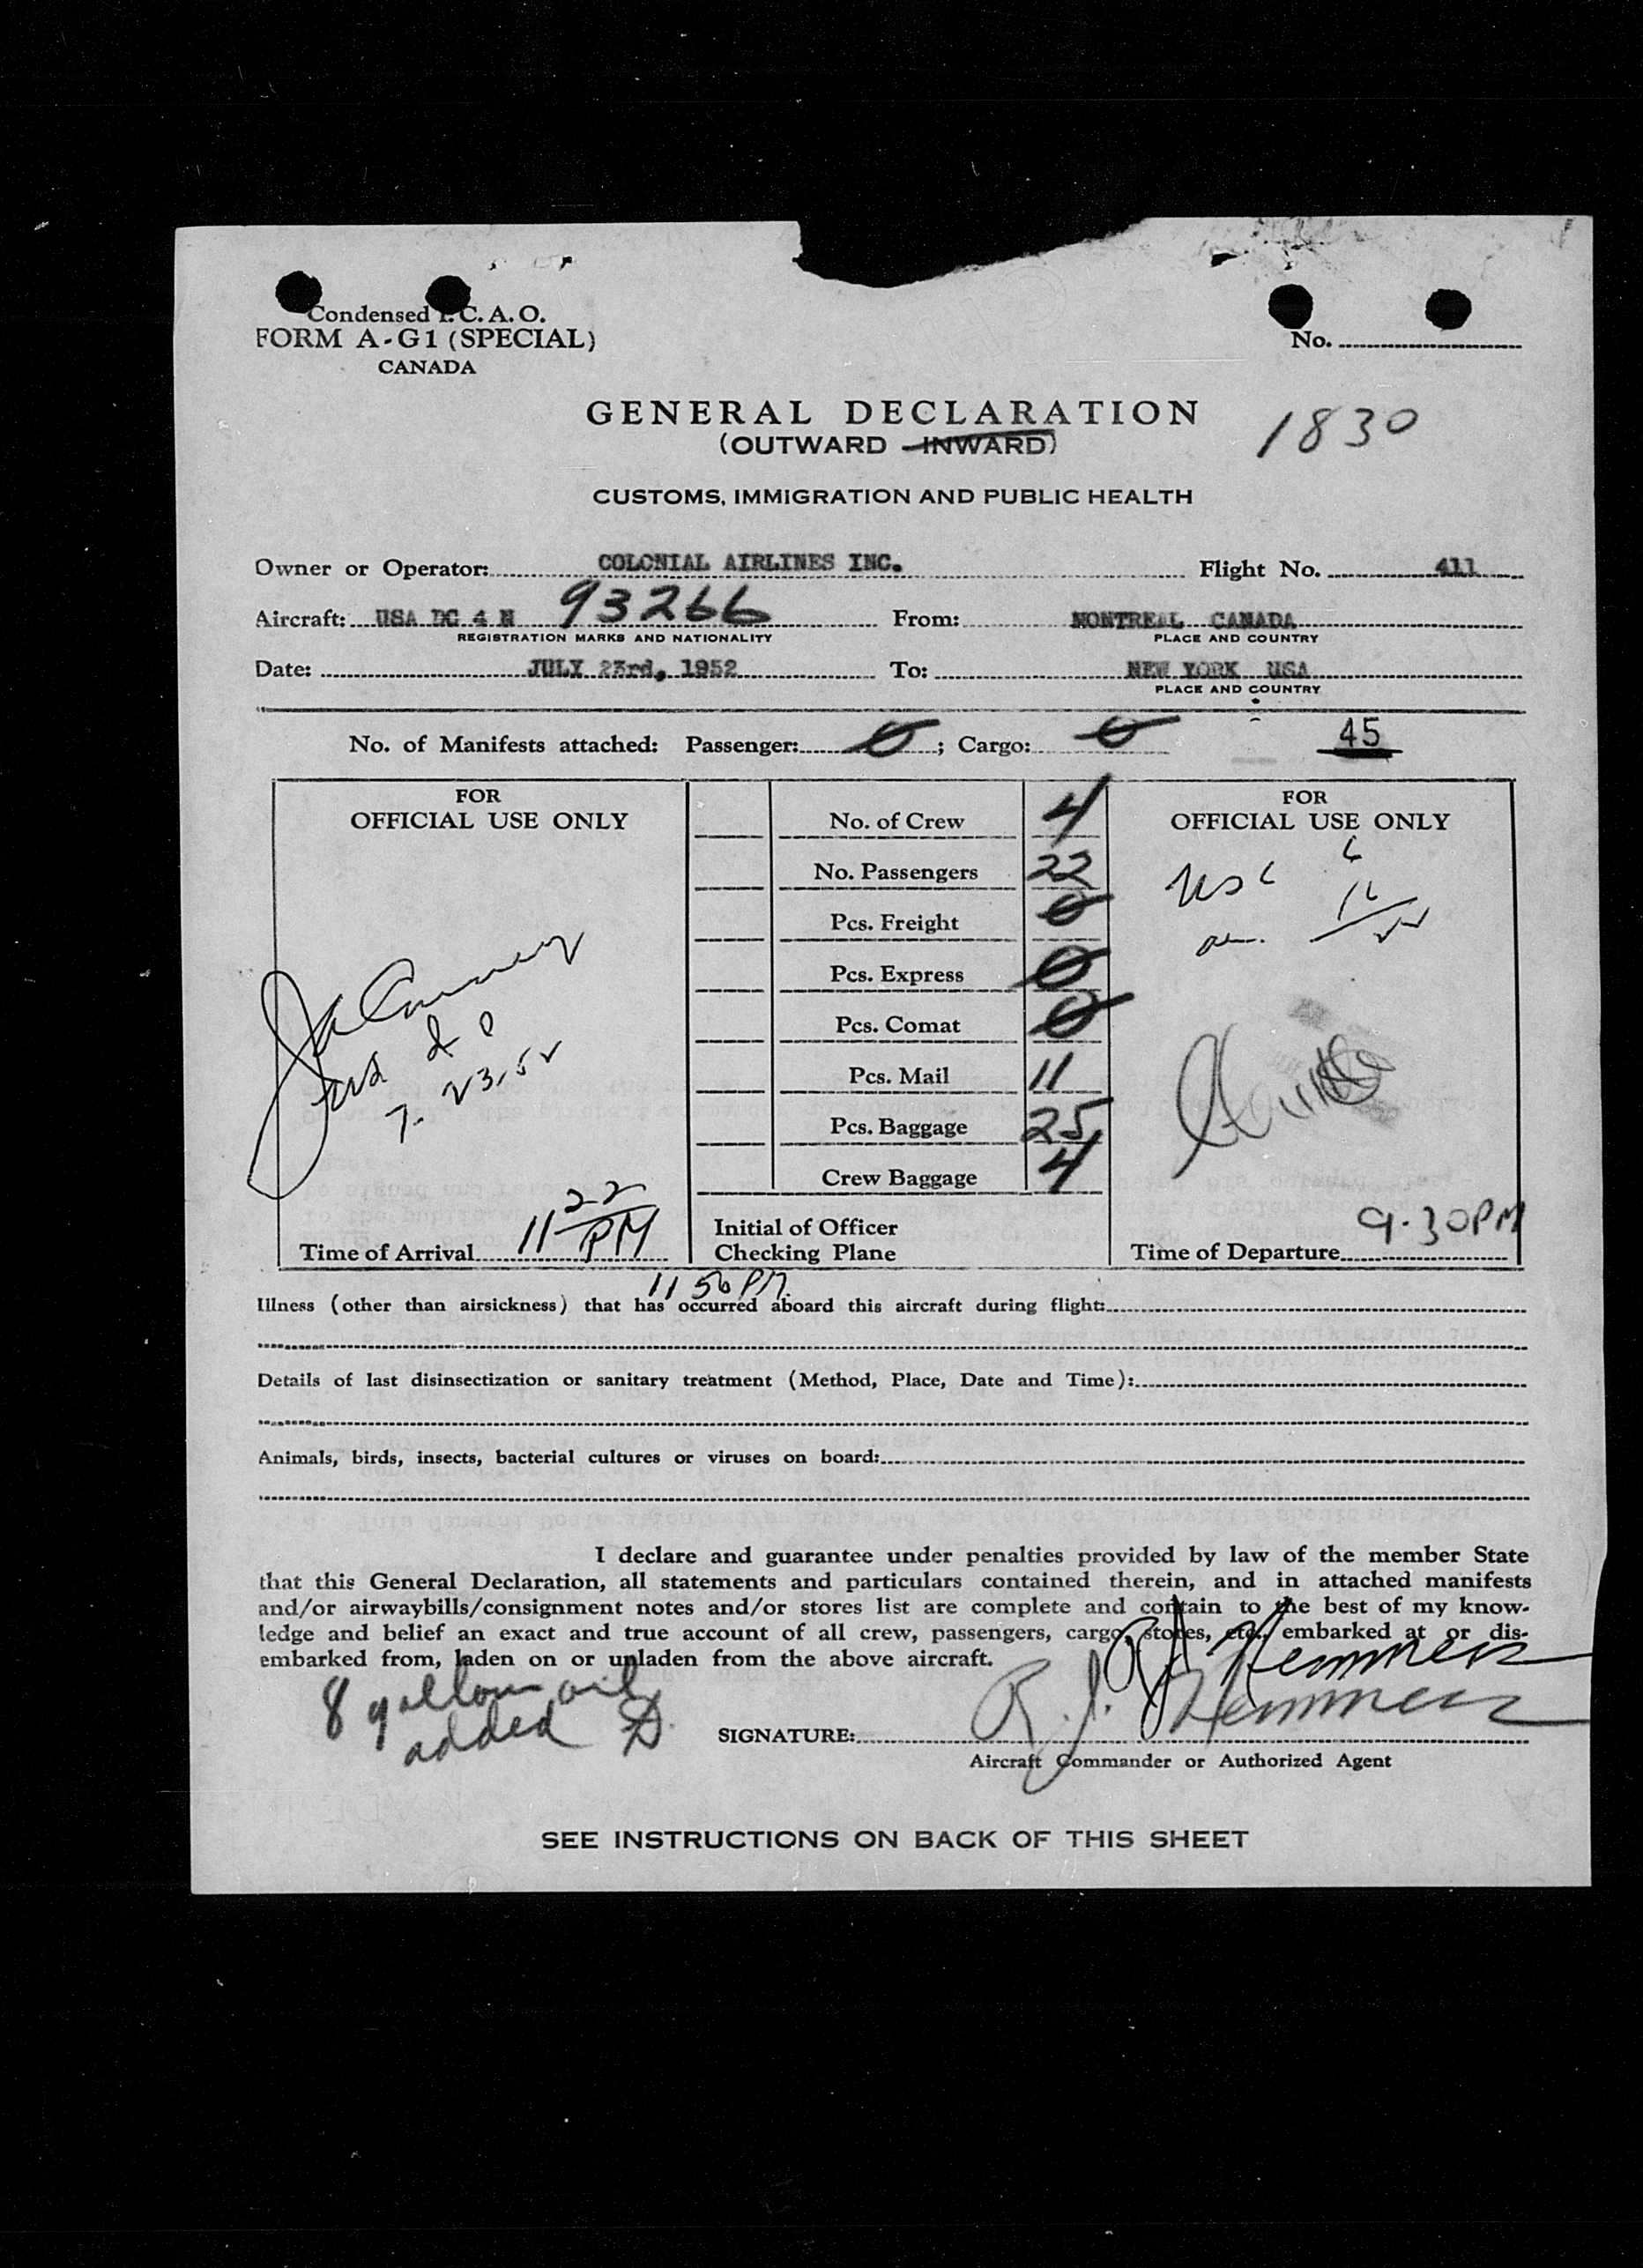 Condensed I.C.A.O.
FORM A-G1 (SPECIAL)
CANADA
No.
GENERAL DECLARATION
(OUTWARD - INWARD)
1830
CUSTOMS, IMMIGRATION AND PUBLIC HEALTH
Owner or Operator: COLONIAL AIRLINES INC. Flight No. 411
Aircraft: USA DC 4 N 93266 From: MONTREAL CANADA
REGISTRATION MARKS AND NATIONALITY PLACE AND COUNTRY
Date: JULY 23rd, 1952 To: NEW YORK USA
PLACE AND COUNTRY
No. of Manifests attached: Passenger: 0; Cargo: 0 45
FOR
OFFICIAL USE ONLY
7-23-52
Time of Arrival 11 22 PM
No. of Crew 4
No. Passengers 22
Pcs. Freight 0
Pcs. Express 0
Pcs. Comat 0
Pcs. Mail 11
Pcs. Baggage 25
Crew Baggage 4
Initial of Officer
Checking Plane
FOR
OFFICIAL USE ONLY
Time of Departure 9.30PM
11 50 PM
Illness (other than airsickness) that has occurred aboard this aircraft during flight:
Details of last disinsectization or sanitary treatment (Method, Place, Date and Time):
Animals, birds, insects, bacterial cultures or viruses on board:
I declare and guarantee under penalties provided by law of the member State
that this General Declaration, all statements and particulars contained therein, and in attached manifests
and/or airwaybills/consignment notes and/or stores list are complete and contain to the best of my know-
ledge and belief an exact and true account of all crew, passengers, cargo, stores, etc., embarked at or dis-
embarked from, laden on or unladen from the above aircraft.
8 gallons oil
added
SIGNATURE: R. J.
Aircraft Commander or Authorized Agent
SEE INSTRUCTIONS ON BACK OF THIS SHEET